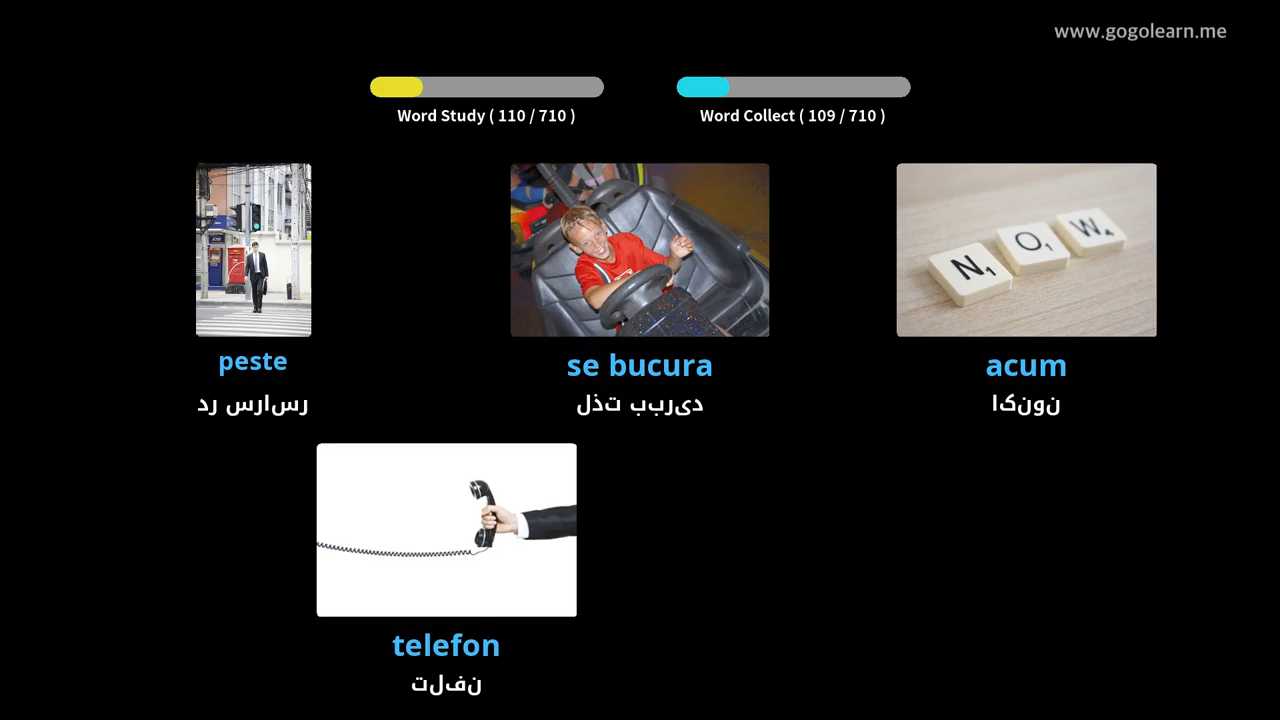 www.gogolearn.me
Word Study ( 110 / 710 )
Word Collect ( 109 / 710 )
peste
در سراسر
se bucura
لذت ببرید
NOW
acum
اکنون
telefon
تلفن